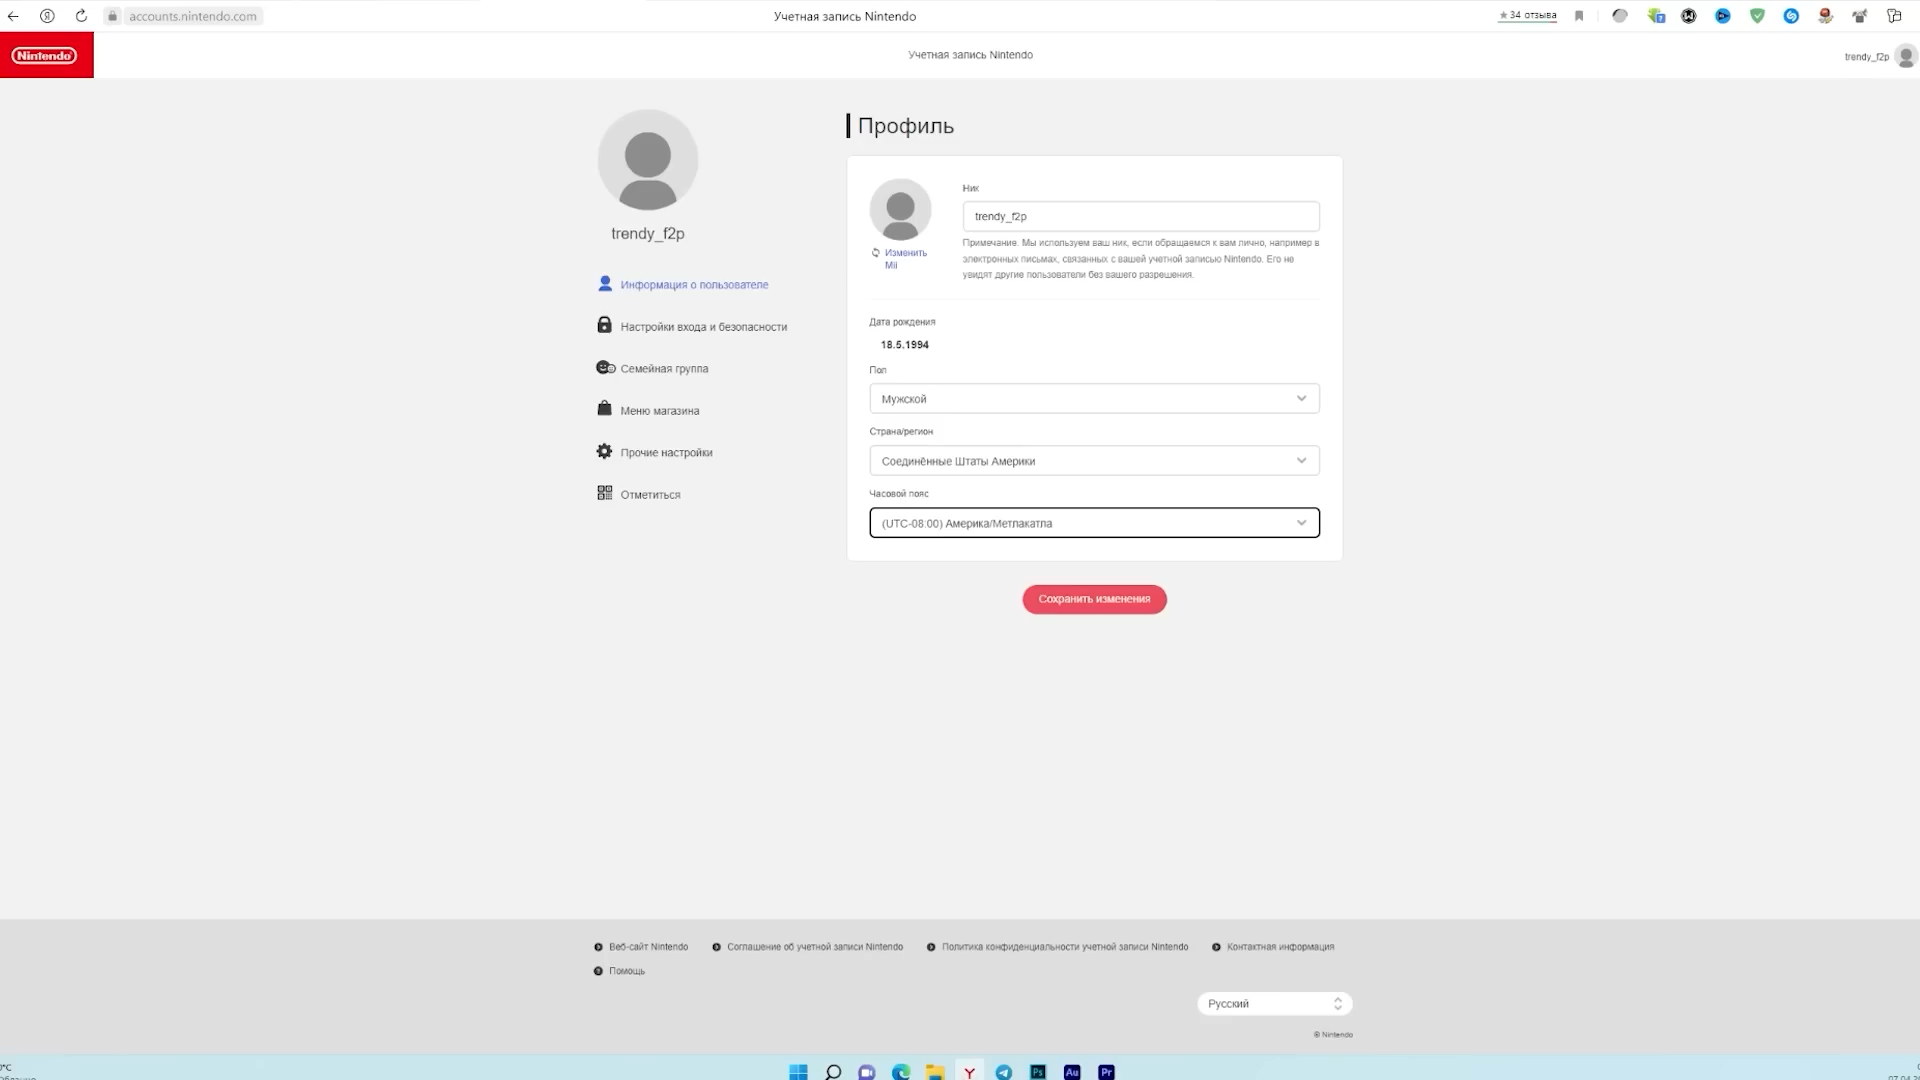 accounts.nintendo.com
Учетная запись Nintendo
★ 34 отзыва
Nintendo
Учетная запись Nintendo
trendy_f2p
trendy_f2p
Информация о пользователе
Настройки входа и безопасности
Семейная группа
Меню магазина
Прочие настройки
Отметиться
Профиль
Изменить
Mii
Ник
trendy_f2p
Примечание. Мы используем ваш ник, если обращаемся к вам лично, например в
электронных письмах, связанных с вашей учетной записью Nintendo. Его не
увидят другие пользователи без вашего разрешения.
Дата рождения
18.5.1994
Пол
Мужской
Страна/регион
Соединённые Штаты Америки
Часовой пояс
(UTC-08:00) Америка/Метлакатла
Сохранить изменения
Веб-сайт Nintendo
Соглашение об учетной записи Nintendo
Политика конфиденциальности учетной записи Nintendo
Контактная информация
Помощь
Русский
© Nintendo
Y
Ps
Au
Pr